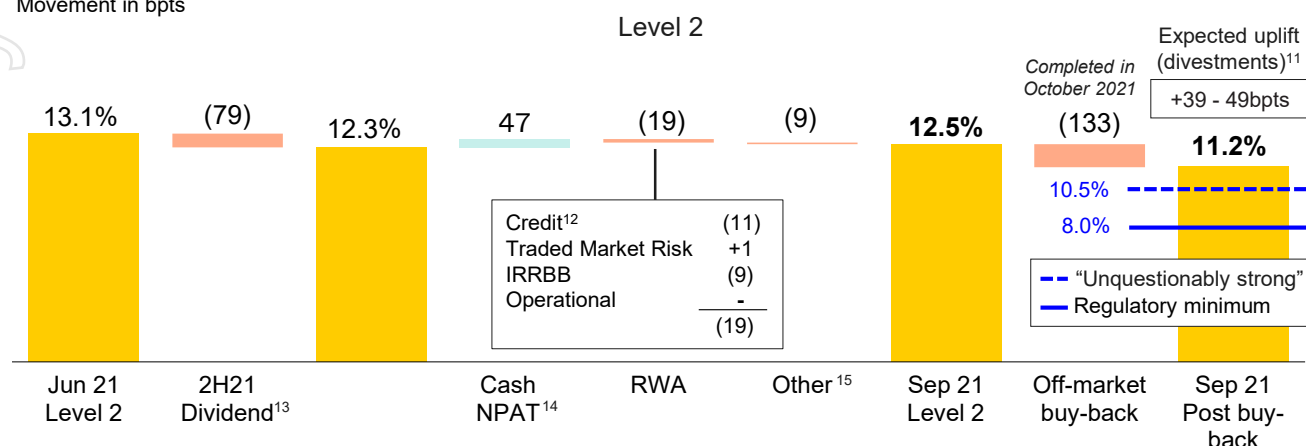 Movement in bpts
Level 2
Expected uplift
(divestments)11
+39 - 49bpts
Completed in
October 2021
13.1%
(79)
12.3%
47
(19)
(9)
12.5%
(133)
11.2%
10.5%
8.0%
Credit12 (11)
Traded Market Risk +1
IRRBB (9)
Operational -
(19)
"Unquestionably strong"
Regulatory minimum
Jun 21
Level 2
2H21
Dividend13
Cash
NPAT14
RWA
Other15
Sep 21
Level 2
Off-market
buy-back
Sep 21
Post buy-
back